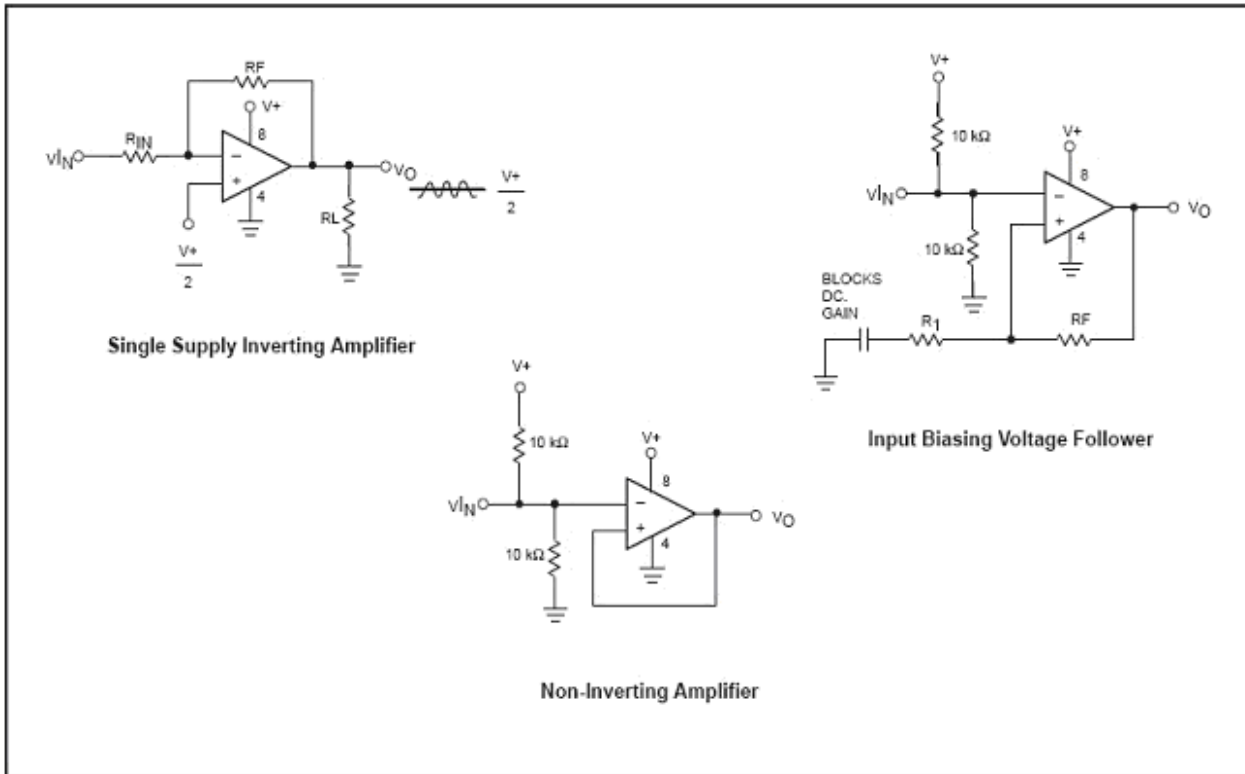 RF
V+
8
RIN
vIN
−
+
4
vO
V+
2
RL
V+
2
Single Supply Inverting Amplifier
V+
10 kΩ
V+
8
vIN
−
+
4
vO
10 kΩ
BLOCKS
DC.
GAIN
R1
RF
Input Biasing Voltage Follower
V+
10 kΩ
V+
8
vIN
−
+
4
vO
10 kΩ
Non-Inverting Amplifier